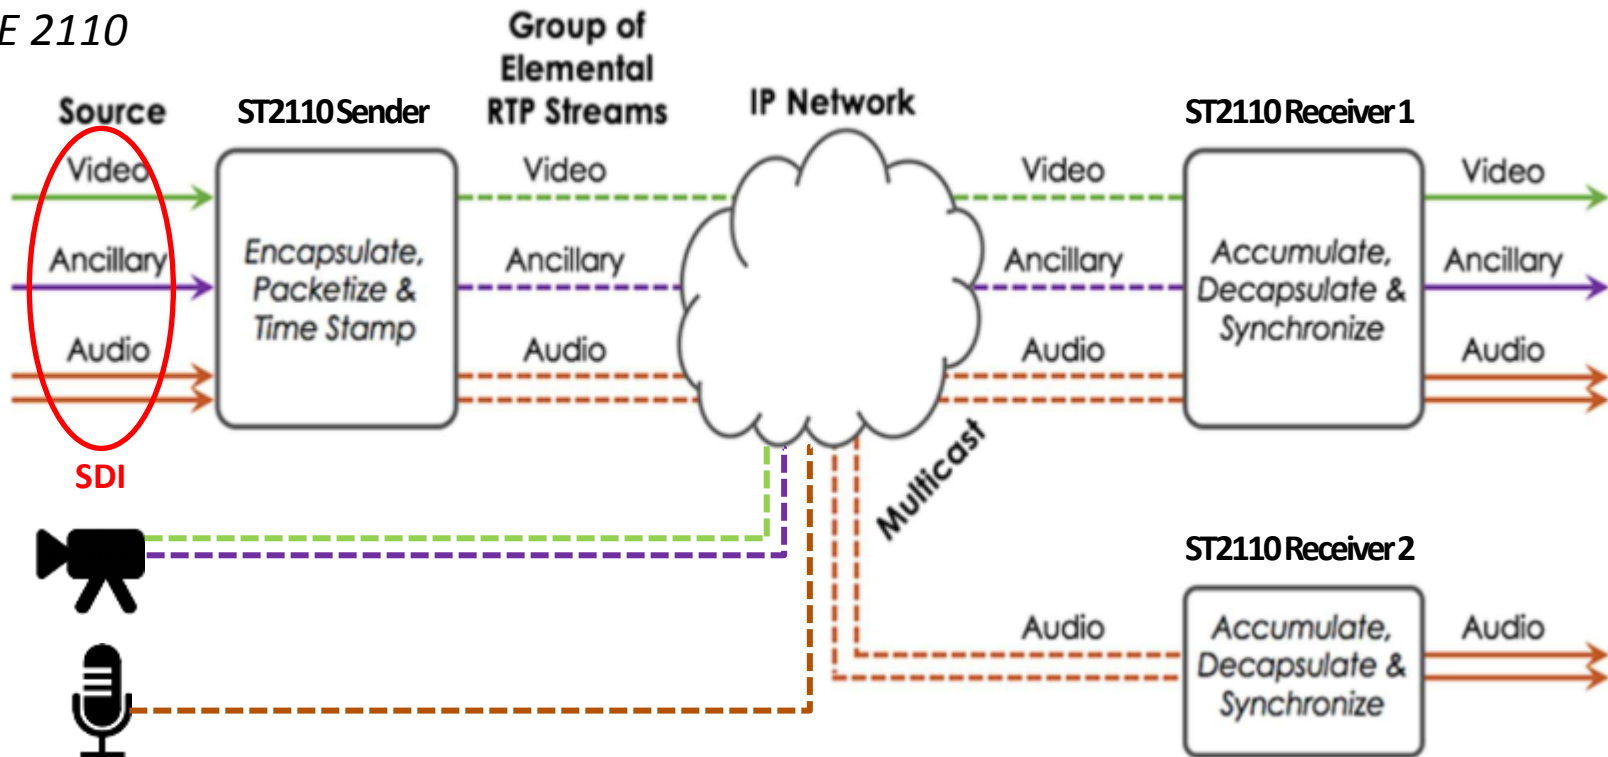 E 2110
Group of
Elemental
RTP Streams
Source
ST2110 Sender
IP Network
ST2110 Receiver 1
Video
Video
Video
Video
Ancillary
Encapsulate,
Packetize &
Time Stamp
Ancillary
Ancillary
Accumulate,
Decapsulate &
Synchronize
Ancillary
Audio
Audio
Audio
Audio
SDI
Multicast
ST2110 Receiver 2
Audio
Accumulate,
Decapsulate &
Synchronize
Audio